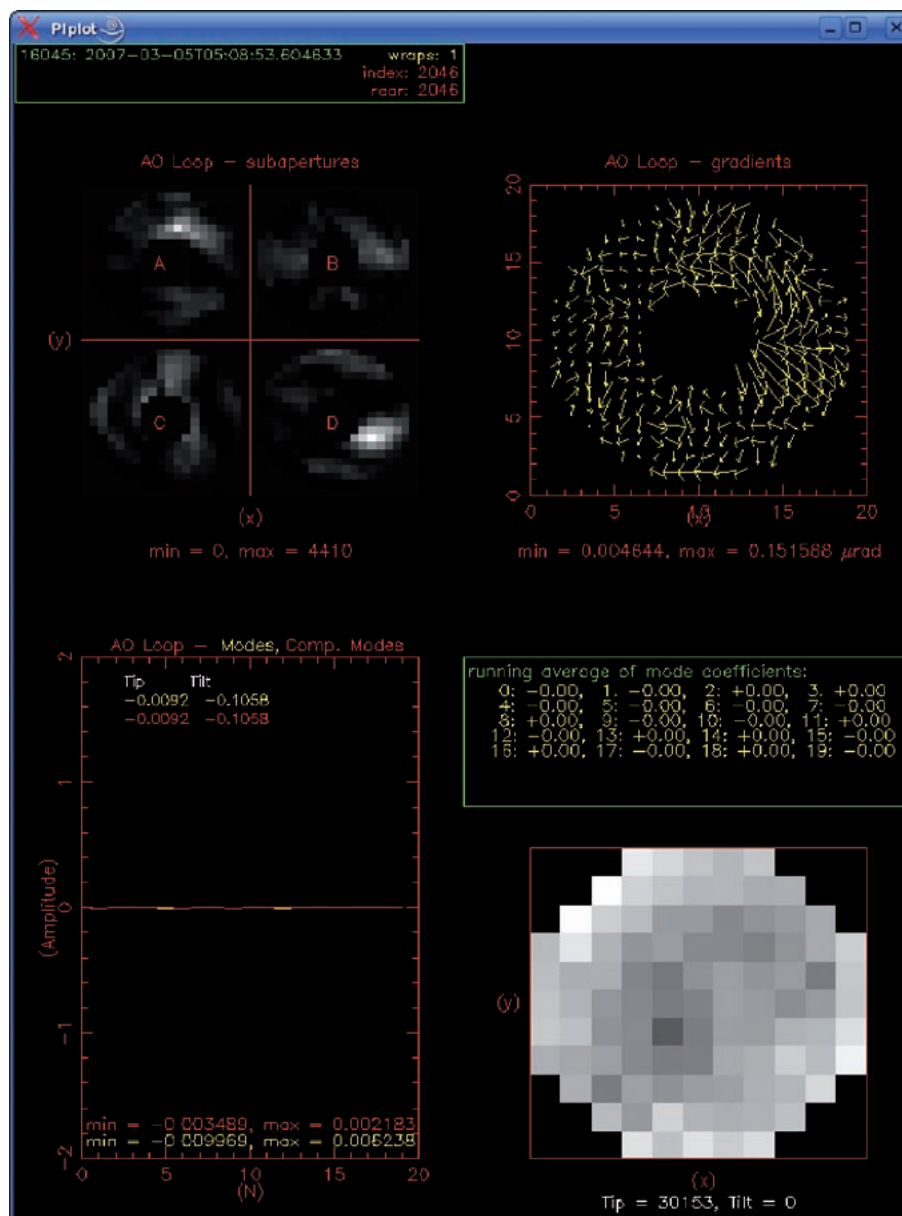 Plplot
16045: 2007-03-05T05:08:53.604633 wraps: 1
index: 2046
rear: 2046
AO Loop - subapertures
A
B
(y)
C
D
(x)
min = 0, max = 4410
AO Loop - gradients
20
15
10
5
0
0 5 10 15 20
(x)
min = 0.004644, max = 0.151588 μrad
AO Loop - Modes, Comp. Modes
Tip Tilt
-0.0092 -0.1058
-0.0092 -0.1058
2
1
0
-1
-2
(Amplitude)
min = -0.003489, max = 0.002183
min = -0.009969, max = 0.006238
0 5 10 15 20
(N)
running average of mode coefficients:
0: -0.00, 1: -0.00, 2: +0.00, 3: +0.00
4: -0.00, 5: -0.00, 6: -0.00, 7: -0.00
8: +0.00, 9: -0.00, 10: -0.00, 11: +0.00
12: -0.00, 13: +0.00, 14: +0.00, 15: -0.00
16: +0.00, 17: -0.00, 18: +0.00, 19: -0.00
(y)
(x)
Tip = 30153, Tilt = 0